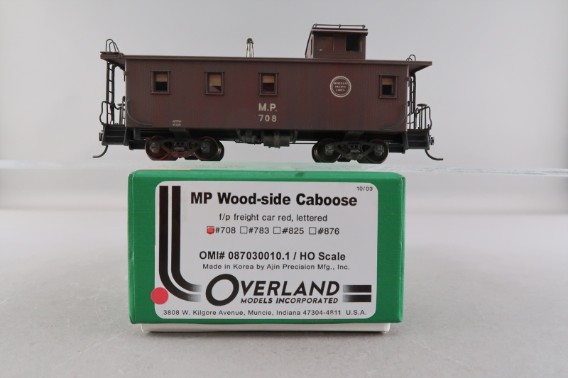 M.P.
708
10/09
MP Wood-side Caboose
f/p freight car red, lettered
#708 #783 #825 #876
OMI# 087030010.1 / HO Scale
Made in Korea by Ajin Precision Mfg., Inc.
OVERLAND
MODELS INCORPORATED
3808 W. Kilgore Avenue, Muncie, Indiana 47304-4811 U.S.A.